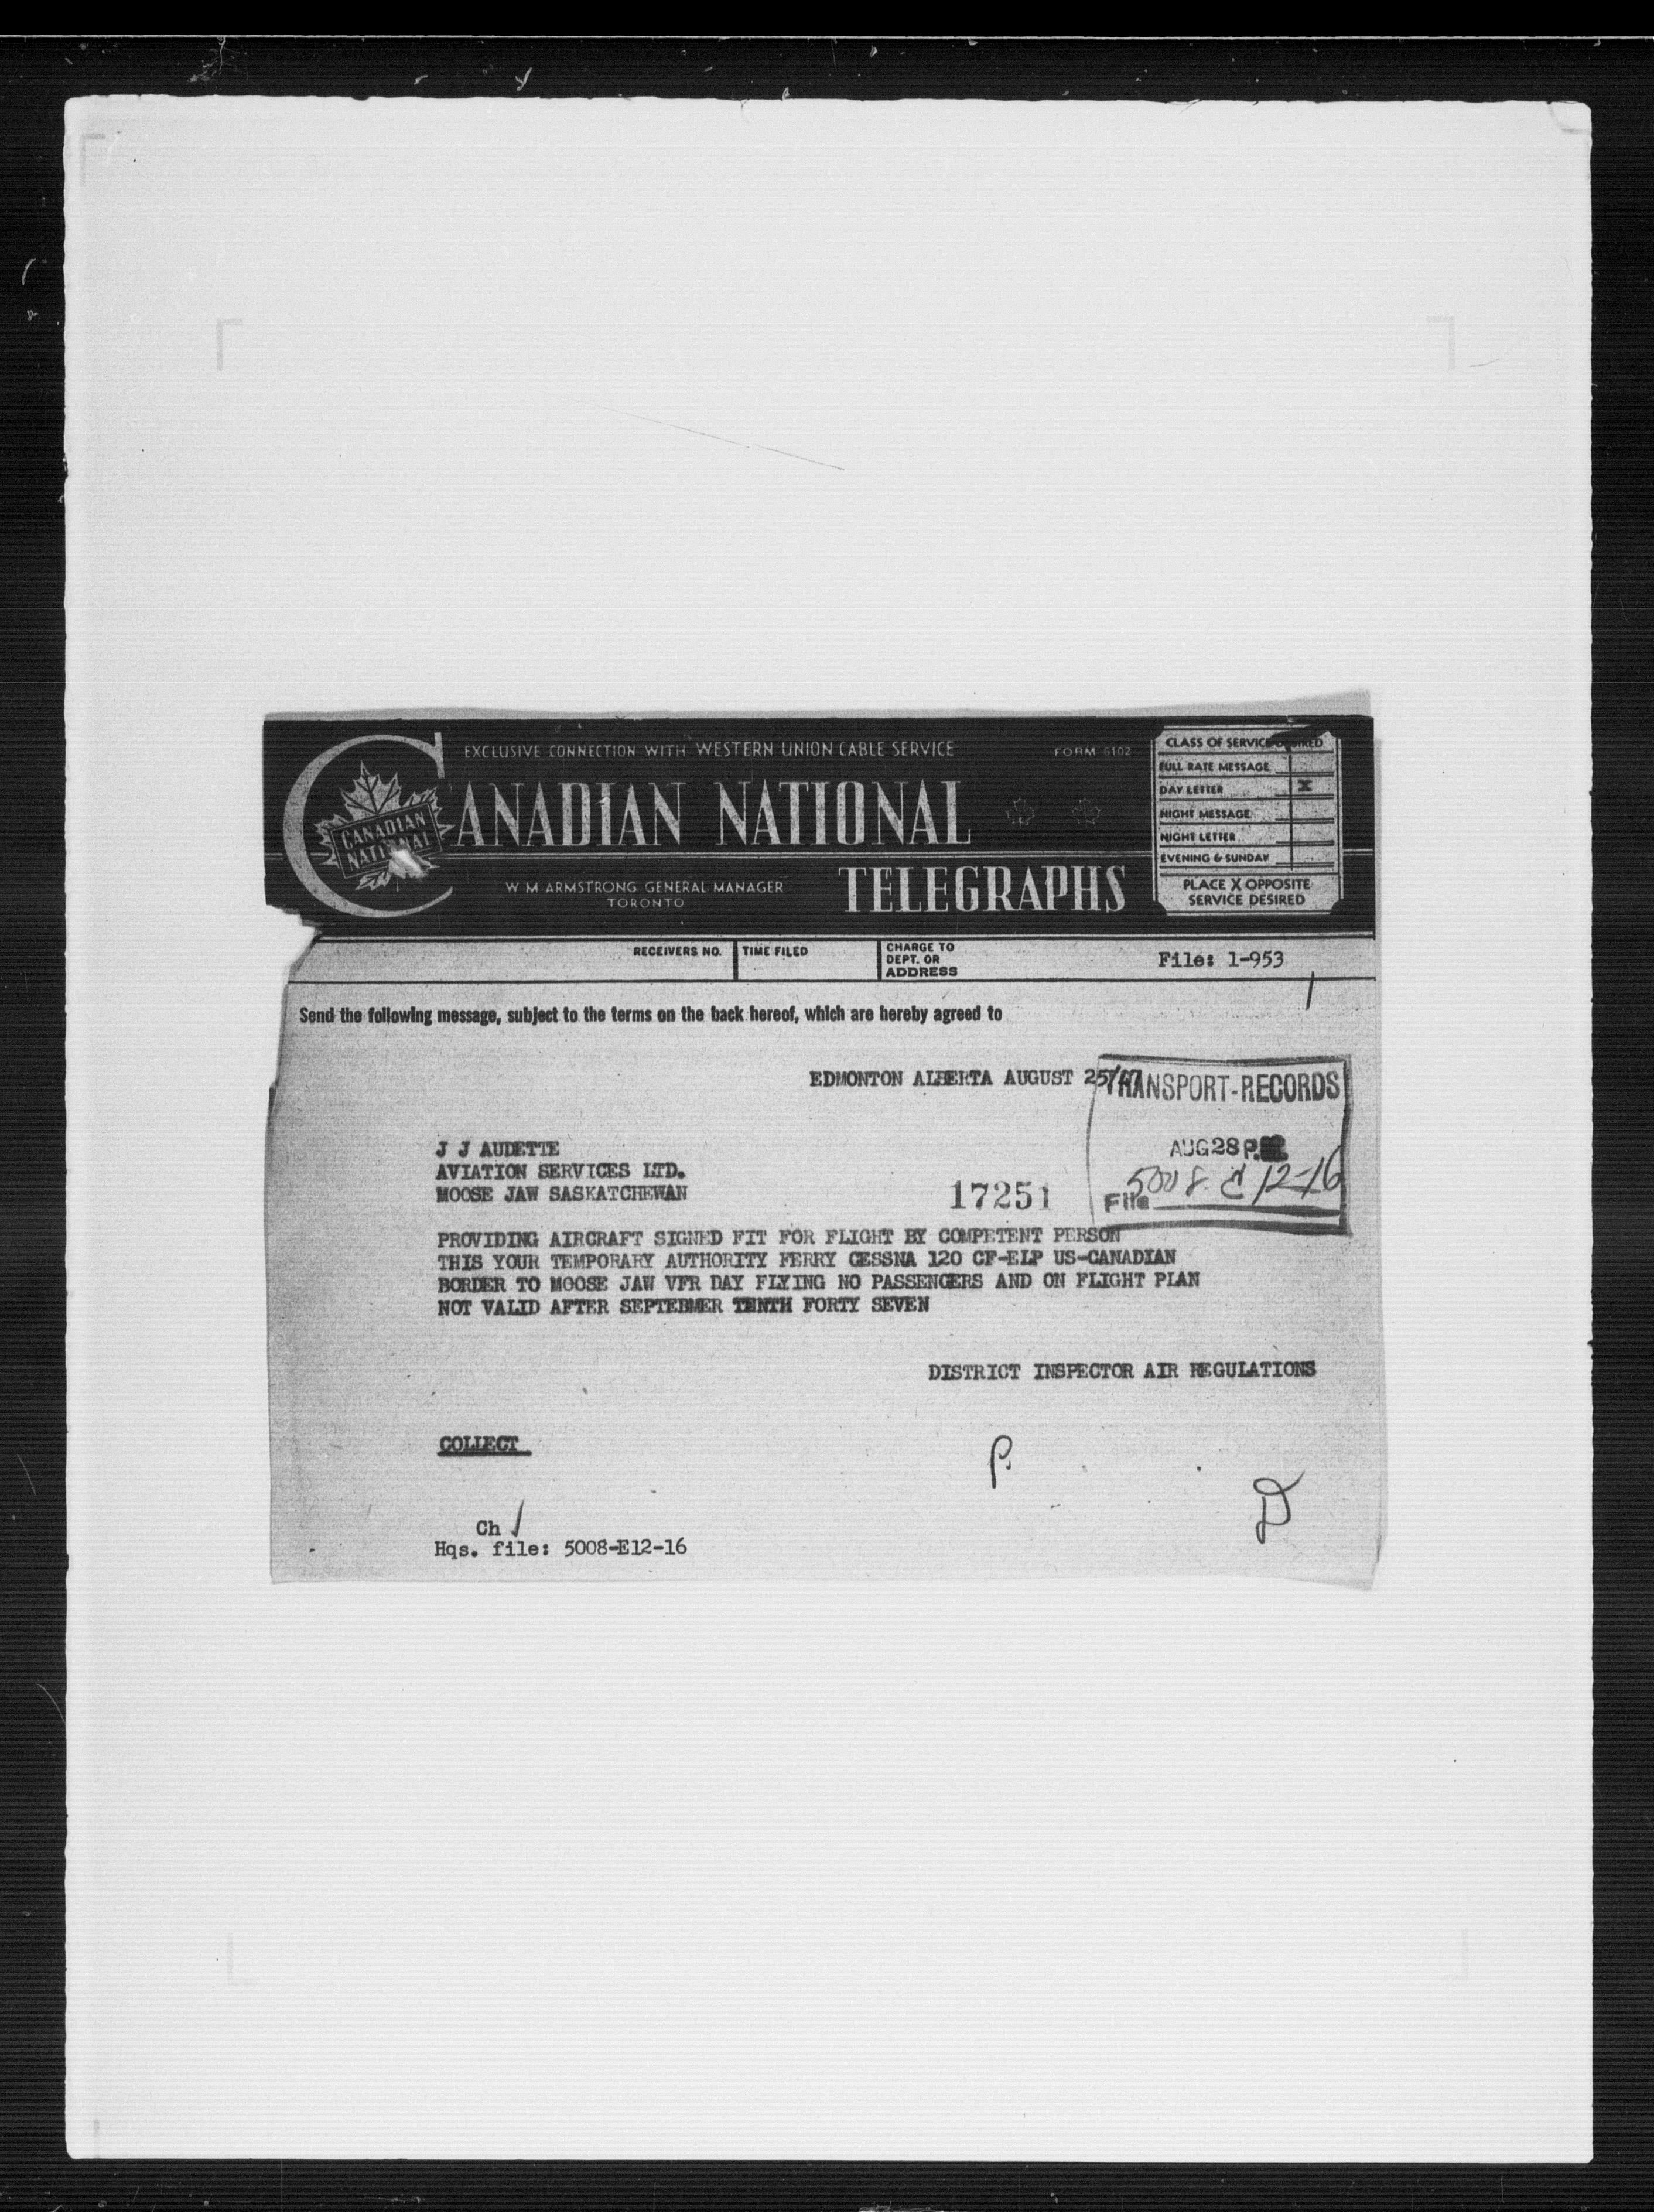 EXCLUSIVE CONNECTION WITH WESTERN UNION CABLE SERVICE
FORM 6102
CANADIAN NATIONAL
TELEGRAPHS
CANADIAN
NATIONAL
W M ARMSTRONG GENERAL MANAGER
TORONTO
CLASS OF SERVICE DESIRED
FULL RATE MESSAGE
DAY LETTER X
NIGHT MESSAGE
NIGHT LETTER
EVENING & SUNDAY
PLACE X OPPOSITE
SERVICE DESIRED
RECEIVERS NO.
TIME FILED
CHARGE TO
DEPT. OR
ADDRESS
File: 1-953
Send the following message, subject to the terms on the back hereof, which are hereby agreed to
EDMONTON ALBERTA AUGUST 25/47
TRANSPORT-RECORDS
AUG 28 P.M.
File 5008-E12-16
J J AUDETTE
AVIATION SERVICES LTD.
MOOSE JAW SASKATCHEWAN
17251
PROVIDING AIRCRAFT SIGNED FIT FOR FLIGHT BY COMPETENT PERSON
THIS YOUR TEMPORARY AUTHORITY FERRY CESSNA 120 CF-ELP US-CANADIAN
BORDER TO MOOSE JAW VFR DAY FLYING NO PASSENGERS AND ON FLIGHT PLAN
NOT VALID AFTER SEPTEBMER TENTH FORTY SEVEN
DISTRICT INSPECTOR AIR REGULATIONS
COLLECT
P.
D
Ch
Hqs. file: 5008-E12-16